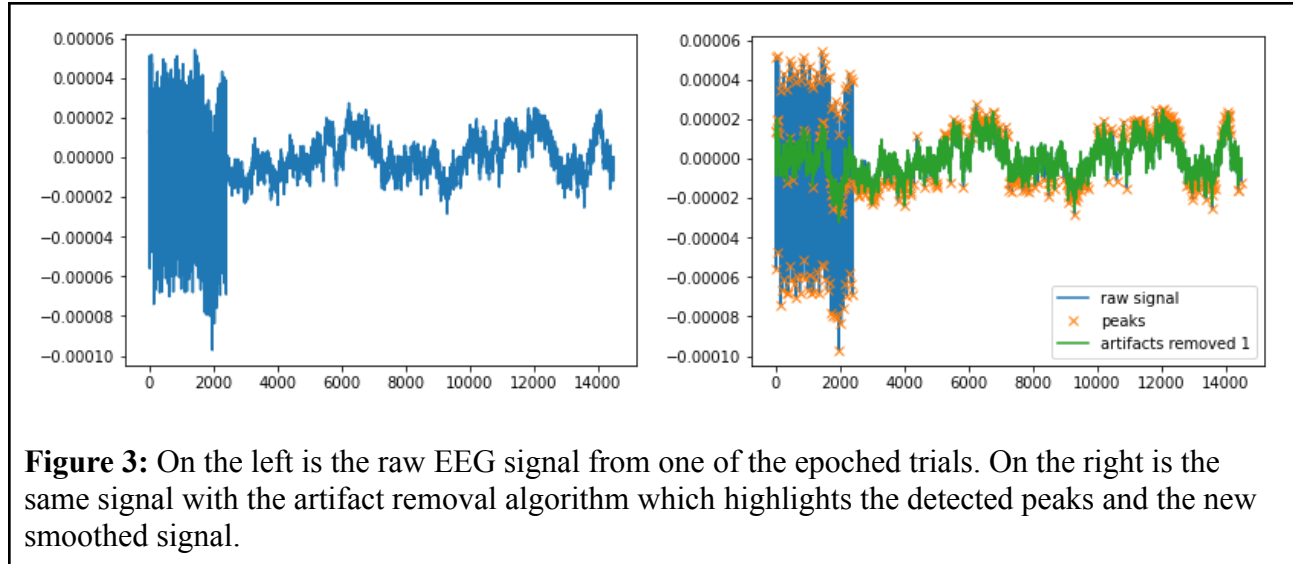 0.00006
0.00004
0.00002
0.00000
−0.00002
−0.00004
−0.00006
−0.00008
−0.00010
0 2000 4000 6000 8000 10000 12000 14000
0.00006
0.00004
0.00002
0.00000
−0.00002
−0.00004
−0.00006
−0.00008
−0.00010
raw signal
peaks
artifacts removed 1
0 2000 4000 6000 8000 10000 12000 14000
Figure 3: On the left is the raw EEG signal from one of the epoched trials. On the right is the
same signal with the artifact removal algorithm which highlights the detected peaks and the new
smoothed signal.